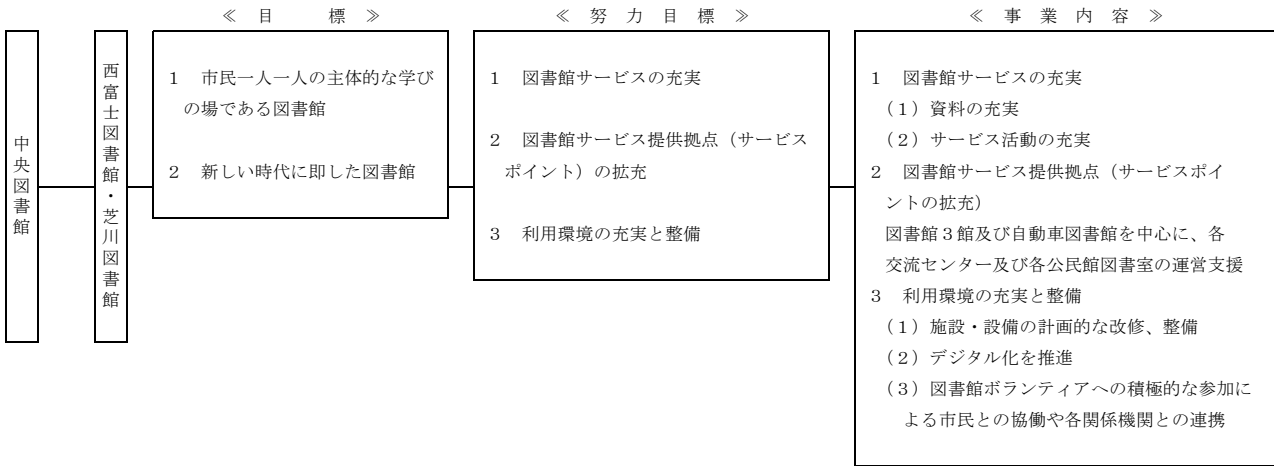 ≪ 目 標 ≫
≪ 努 力 目 標 ≫
≪ 事 業 内 容 ≫
中央図書館
西富士図書館・芝川図書館
1 市民一人一人の主体的な学び
の場である図書館
2 新しい時代に即した図書館
1 図書館サービスの充実
2 図書館サービス提供拠点（サービス
ポイント）の拡充
3 利用環境の充実と整備
1 図書館サービスの充実
（1）資料の充実
（2）サービス活動の充実
2 図書館サービス提供拠点（サービスポイ
ントの拡充）
図書館３館及び自動車図書館を中心に、各
交流センター及び各公民館図書室の運営支援
3 利用環境の充実と整備
（1）施設・設備の計画的な改修、整備
（2）デジタル化を推進
（3）図書館ボランティアへの積極的な参加に
よる市民との協働や各関係機関との連携